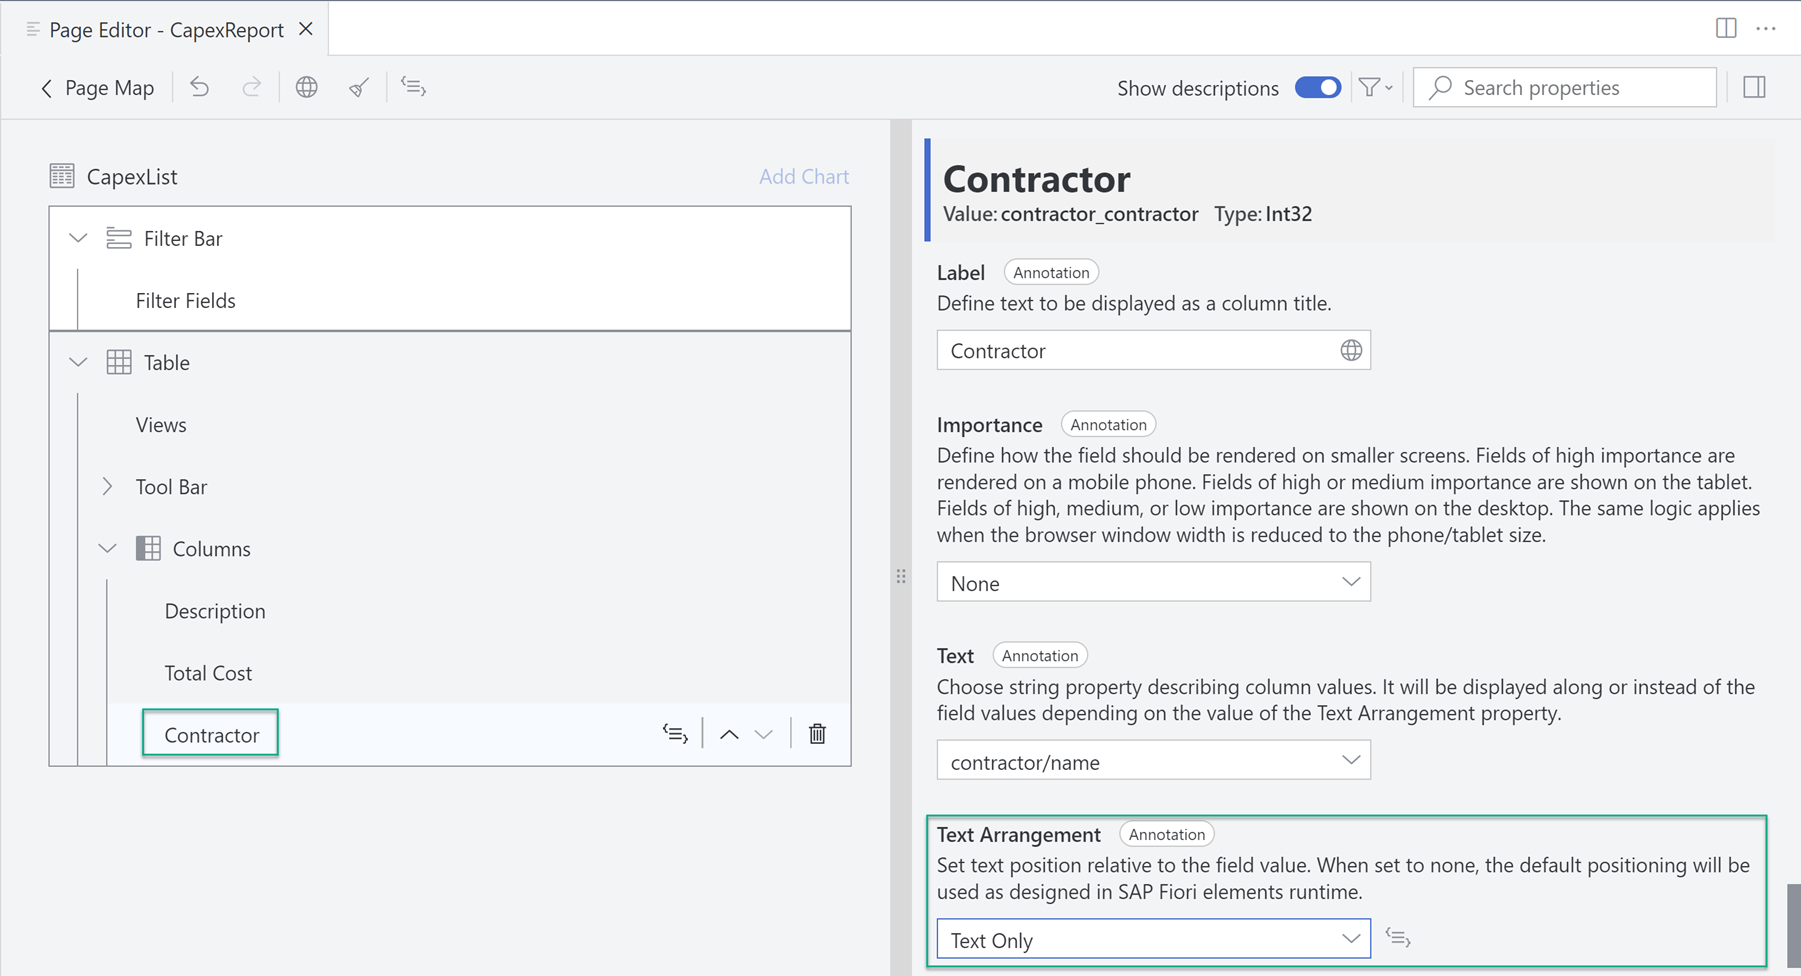 Page Editor - CapexReport
Page Map
Show descriptions
Search properties
CapexList
Add Chart
Filter Bar
Filter Fields
Table
Views
Tool Bar
Columns
Description
Total Cost
Contractor
Contractor
Value: contractor_contractor Type: Int32
Label Annotation
Define text to be displayed as a column title.
Contractor
Importance Annotation
Define how the field should be rendered on smaller screens. Fields of high importance are
rendered on a mobile phone. Fields of high or medium importance are shown on the tablet.
Fields of high, medium, or low importance are shown on the desktop. The same logic applies
when the browser window width is reduced to the phone/tablet size.
None
Text Annotation
Choose string property describing column values. It will be displayed along or instead of the
field values depending on the value of the Text Arrangement property.
contractor/name
Text Arrangement Annotation
Set text position relative to the field value. When set to none, the default positioning will be
used as designed in SAP Fiori elements runtime.
Text Only